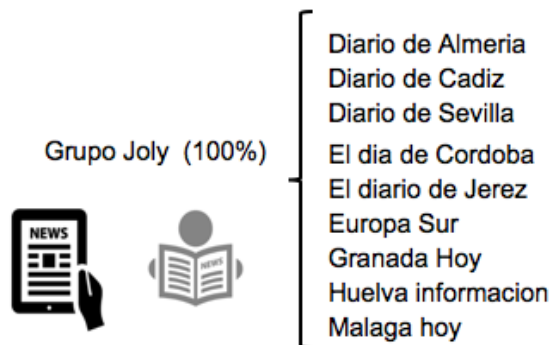 Diario de Almeria
Diario de Cadiz
Diario de Sevilla
Grupo Joly (100%)
El dia de Cordoba
El diario de Jerez
Europa Sur
Granada Hoy
Huelva informacion
Malaga hoy
NEWS
NEWS